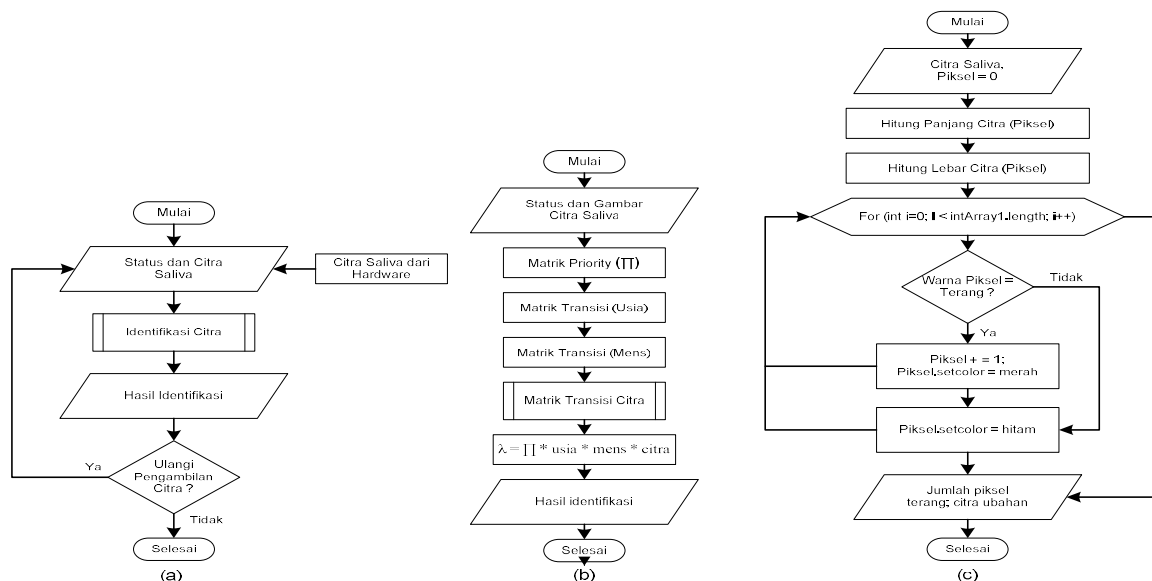 Mulai
Status dan Citra
Saliva
Citra Saliva dari
Hardware
Identifikasi Citra
Hasil Identifikasi
Ulangi
Pengambilan
Citra ?
Ya
Tidak
Selesai
(a)
Mulai
Status dan Gambar
Citra Saliva
Matrik Priority (∏)
Matrik Transisi (Usia)
Matrik Transisi (Mens)
Matrik Transisi Citra
λ = ∏ * usia * mens * citra
Hasil identifikasi
Selesai
(b)
Mulai
Citra Saliva,
Piksel = 0
Hitung Panjang Citra (Piksel)
Hitung Lebar Citra (Piksel)
For (int i=0; I < intArray1.length; i++)
Warna Piksel =
Terang ?
Tidak
Ya
Piksel + = 1;
Piksel.setcolor = merah
Piksel.setcolor = hitam
Jumlah piksel
terang; citra ubahan
Selesai
(c)